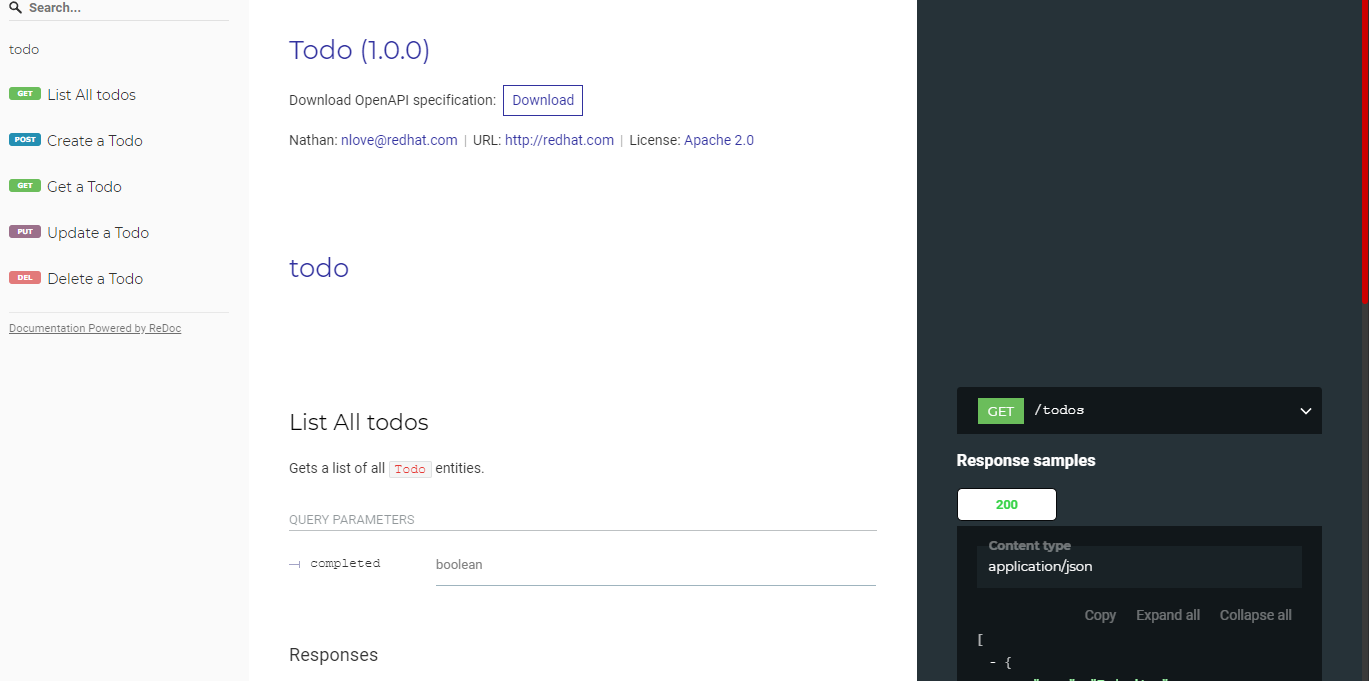 Search...
todo
GET List All todos
POST Create a Todo
GET Get a Todo
PUT Update a Todo
DEL Delete a Todo
Documentation Powered by ReDoc
Todo (1.0.0)
Download OpenAPI specification: Download
Nathan: nlove@redhat.com | URL: http://redhat.com | License: Apache 2.0
todo
List All todos
Gets a list of all Todo entities.
QUERY PARAMETERS
completed boolean
Responses
GET /todos
Response samples
200
Content type
application/json
Copy Expand all Collapse all
[
- {